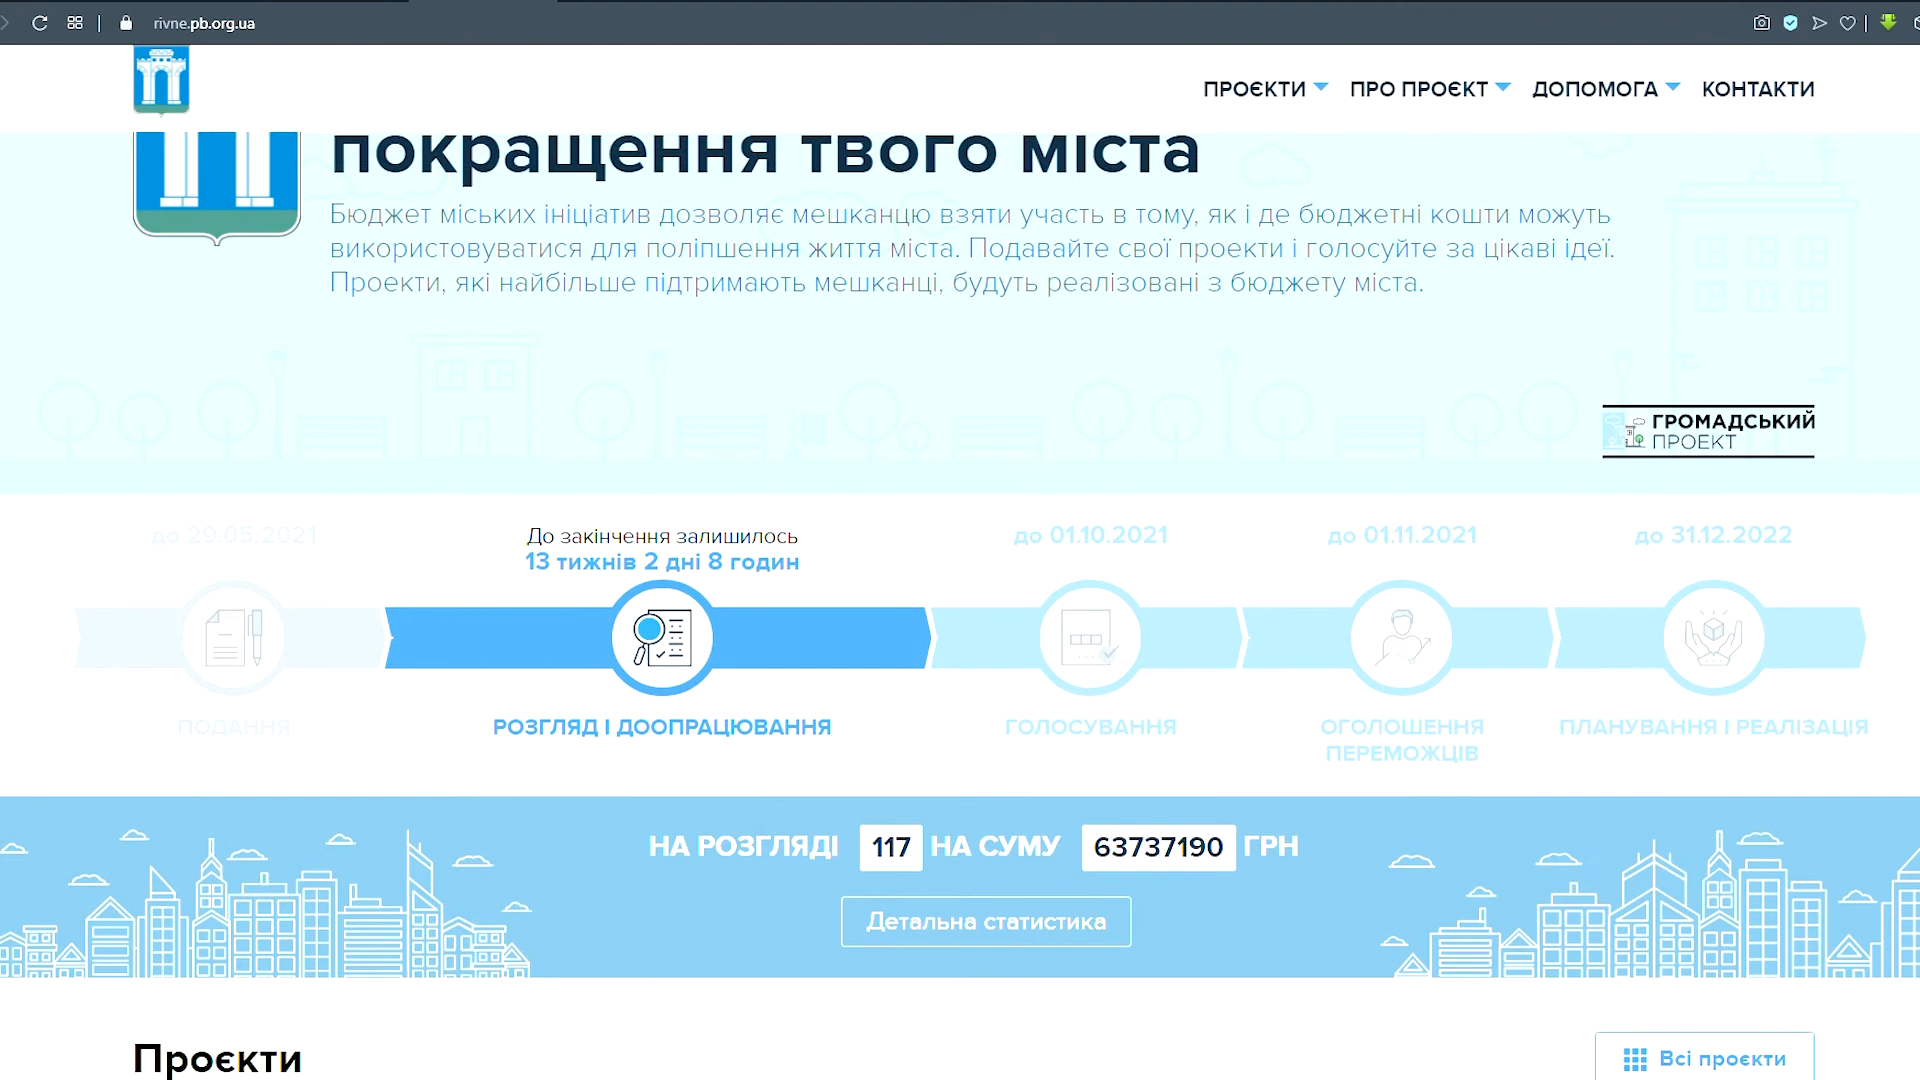 rivne.pb.org.ua
ПРОЄКТИ ПРО ПРОЄКТ ДОПОМОГА КОНТАКТИ
покращення твого міста
Бюджет міських ініціатив дозволяє мешканцю взяти участь в тому, як і де бюджетні кошти можуть
використовуватися для поліпшення життя міста. Подавайте свої проекти і голосуйте за цікаві ідеї.
Проекти, які найбільше підтримають мешканці, будуть реалізовані з бюджету міста.
ГРОМАДСЬКИЙ
ПРОЕКТ
до 29.05.2021
До закінчення залишилось
13 тижнів 2 дні 8 годин
до 01.10.2021
до 01.11.2021
до 31.12.2022
ПОДАННЯ
РОЗГЛЯД І ДООПРАЦЮВАННЯ
ГОЛОСУВАННЯ
ОГОЛОШЕННЯ
ПЕРЕМОЖЦІВ
ПЛАНУВАННЯ І РЕАЛІЗАЦІЯ
НА РОЗГЛЯДІ 117 НА СУМУ 63737190 ГРН
Детальна статистика
Проєкти
Всі проєкти